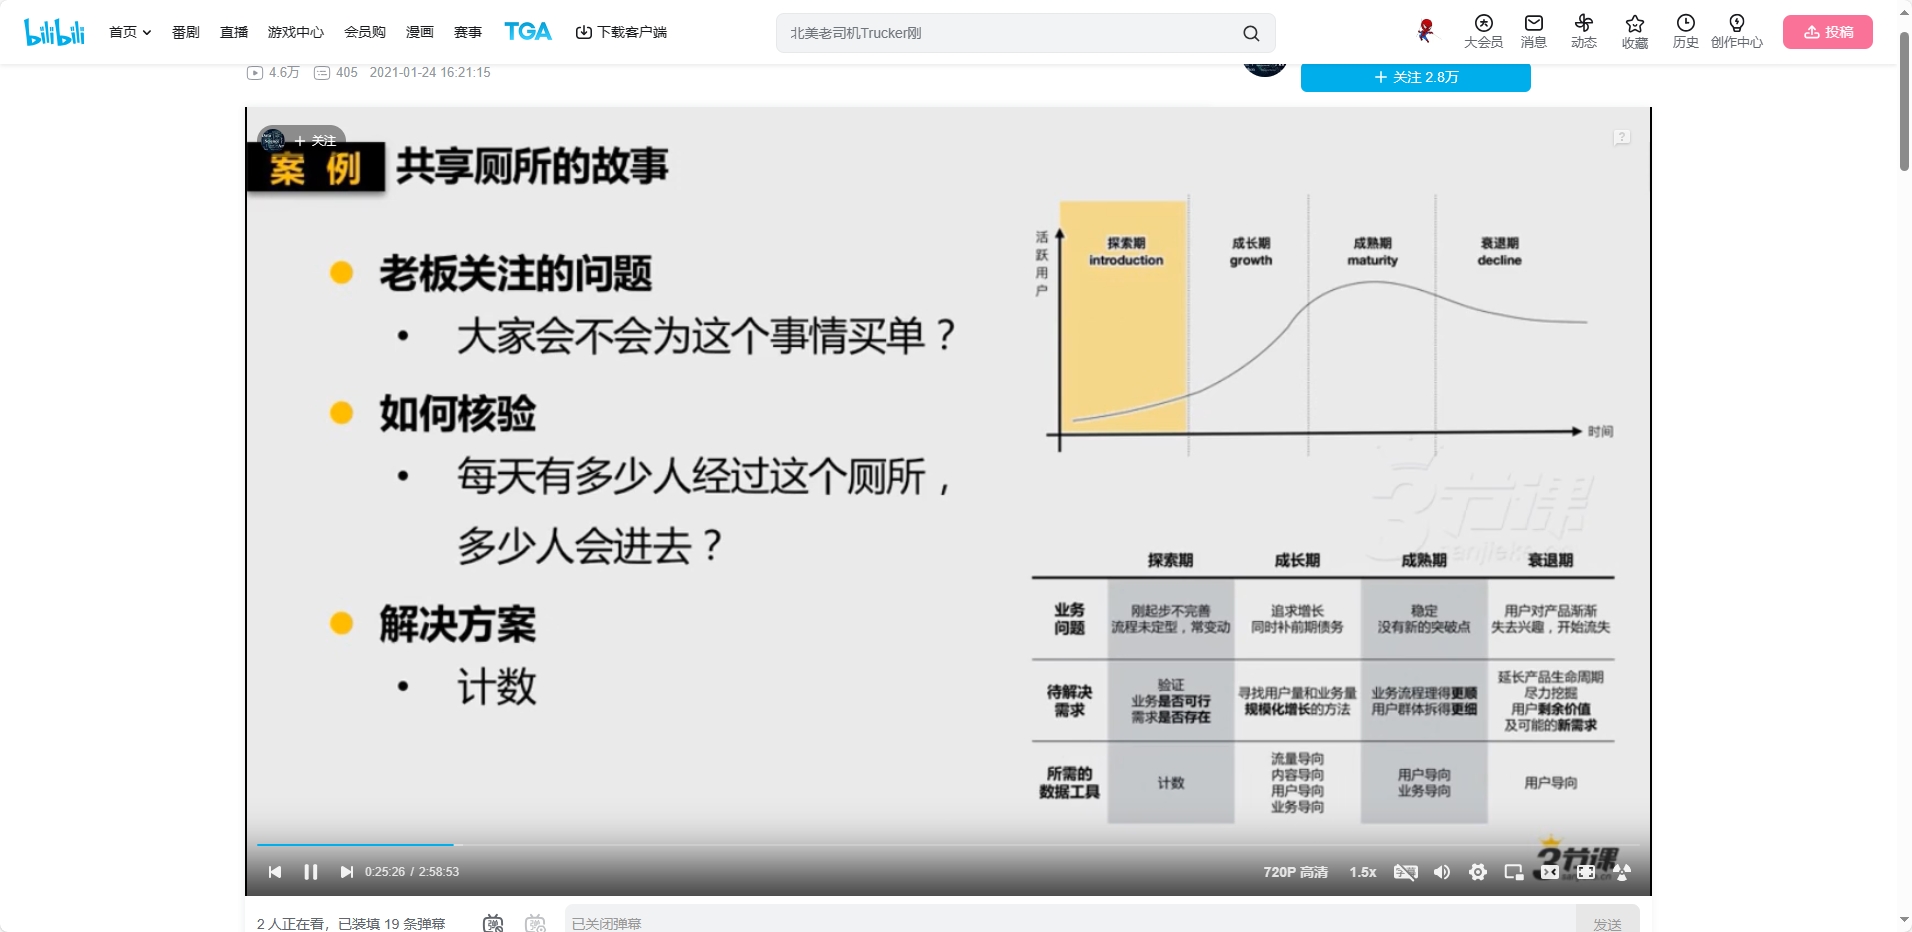 bilibili
首页
番剧
直播
游戏中心
会员购
漫画
赛事
TGA
下载客户端
北美老司机Trucker刚
大会员
消息
动态
收藏
历史
创作中心
投稿
4.6万
405
2021-01-24 16:21:15
+ 关注 2.8万
+ 关注
案 例
共享厕所的故事
老板关注的问题
• 大家会不会为这个事情买单？
如何核验
• 每天有多少人经过这个厕所，
多少人会进去？
解决方案
• 计数
活跃用户
探索期
introduction
成长期
growth
成熟期
maturity
衰退期
decline
时间
3节课
sanjieke.cn
探索期 成长期 成熟期 衰退期
业务
问题
刚起步不完善
流程未定型，常变动
追求增长
同时补前期债务
稳定
没有新的突破点
用户对产品渐渐
失去兴趣，开始流失
待解决
需求
验证
业务是否可行
需求是否存在
寻找用户量和业务量
规模化增长的方法
业务流程理得更顺
用户群体拆得更细
延长产品生命周期
尽力挖掘
用户剩余价值
及可能的新需求
所需的
数据工具
计数
流量导向
内容导向
用户导向
业务导向
用户导向
业务导向
用户导向
3节课
0:25:26 / 2:58:53
720P 高清
1.5x
2 人正在看，已装填 19 条弹幕
已关闭弹幕
发送